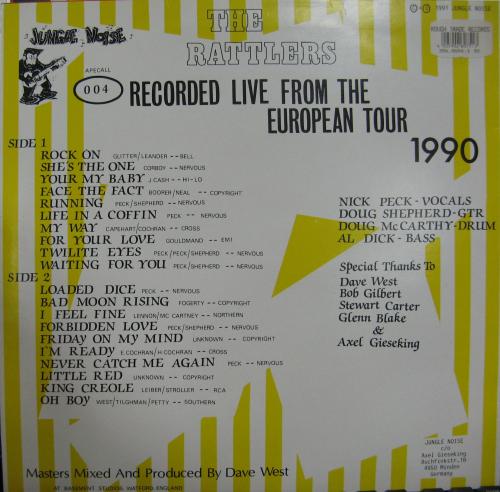 JUNGLE NOISE
THE
RATTLERS
℗ & © 1991 JUNGLE NOISE
ROUGH TRADE RECORDS
APECALL
004
RECORDED LIVE FROM THE
EUROPEAN TOUR
1990
SIDE 1
ROCK ON GLITTER/LEANDER -- BELL
SHE'S THE ONE CORBOY -- NERVOUS
YOUR MY BABY J CASH -- HI-LO
FACE THE FACT BOORER/NEAL -- COPYRIGHT
RUNNING PECK/SHEPHERD -- NERVOUS
LIFE IN A COFFIN PECK -- NERVOUS
MY WAY CAPEHART/COCHRAN -- CROSS
FOR YOUR LOVE GOULDMAND -- EMI
TWILITE EYES PECK/PECK/SHEPHERD -- NERVOUS
WAITING FOR YOU PECK/SHEPHERD -- NERVOUS
SIDE 2
LOADED DICE PECK -- NERVOUS
BAD MOON RISING FOGERTY -- COPYRIGHT
I FEEL FINE LENNON/MC CARTNEY -- NORTHERN
FORBIDDEN LOVE PECK/SHEPHERD -- NERVOUS
FRIDAY ON MY MIND UNKNOWN -- COPYRIGHT
I'M READY E.COCHRAN/H.COCHRAN -- CROSS
NEVER CATCH ME AGAIN PECK -- NERVOUS
LITTLE RED UNKNOWN -- COPYRIGHT
KING CREOLE LEIBER/STROLLER -- RCA
OH BOY WEST/TILGHMAN/PETTY -- SOUTHERN
NICK PECK - VOCALS
DOUG SHEPHERD-GTR
DOUG McCARTHY-DRUM
AL DICK - BASS
Special Thanks To
Dave West
Bob Gilbert
Stewart Carter
Glenn Blake
&
Axel Gieseking
Masters Mixed And Produced By Dave West
AT BASEMENT STUDIOS WATFORD, ENGLAND
JUNGLE NOISE
c/o
Axel Gieseking
4950 Minden
Germany